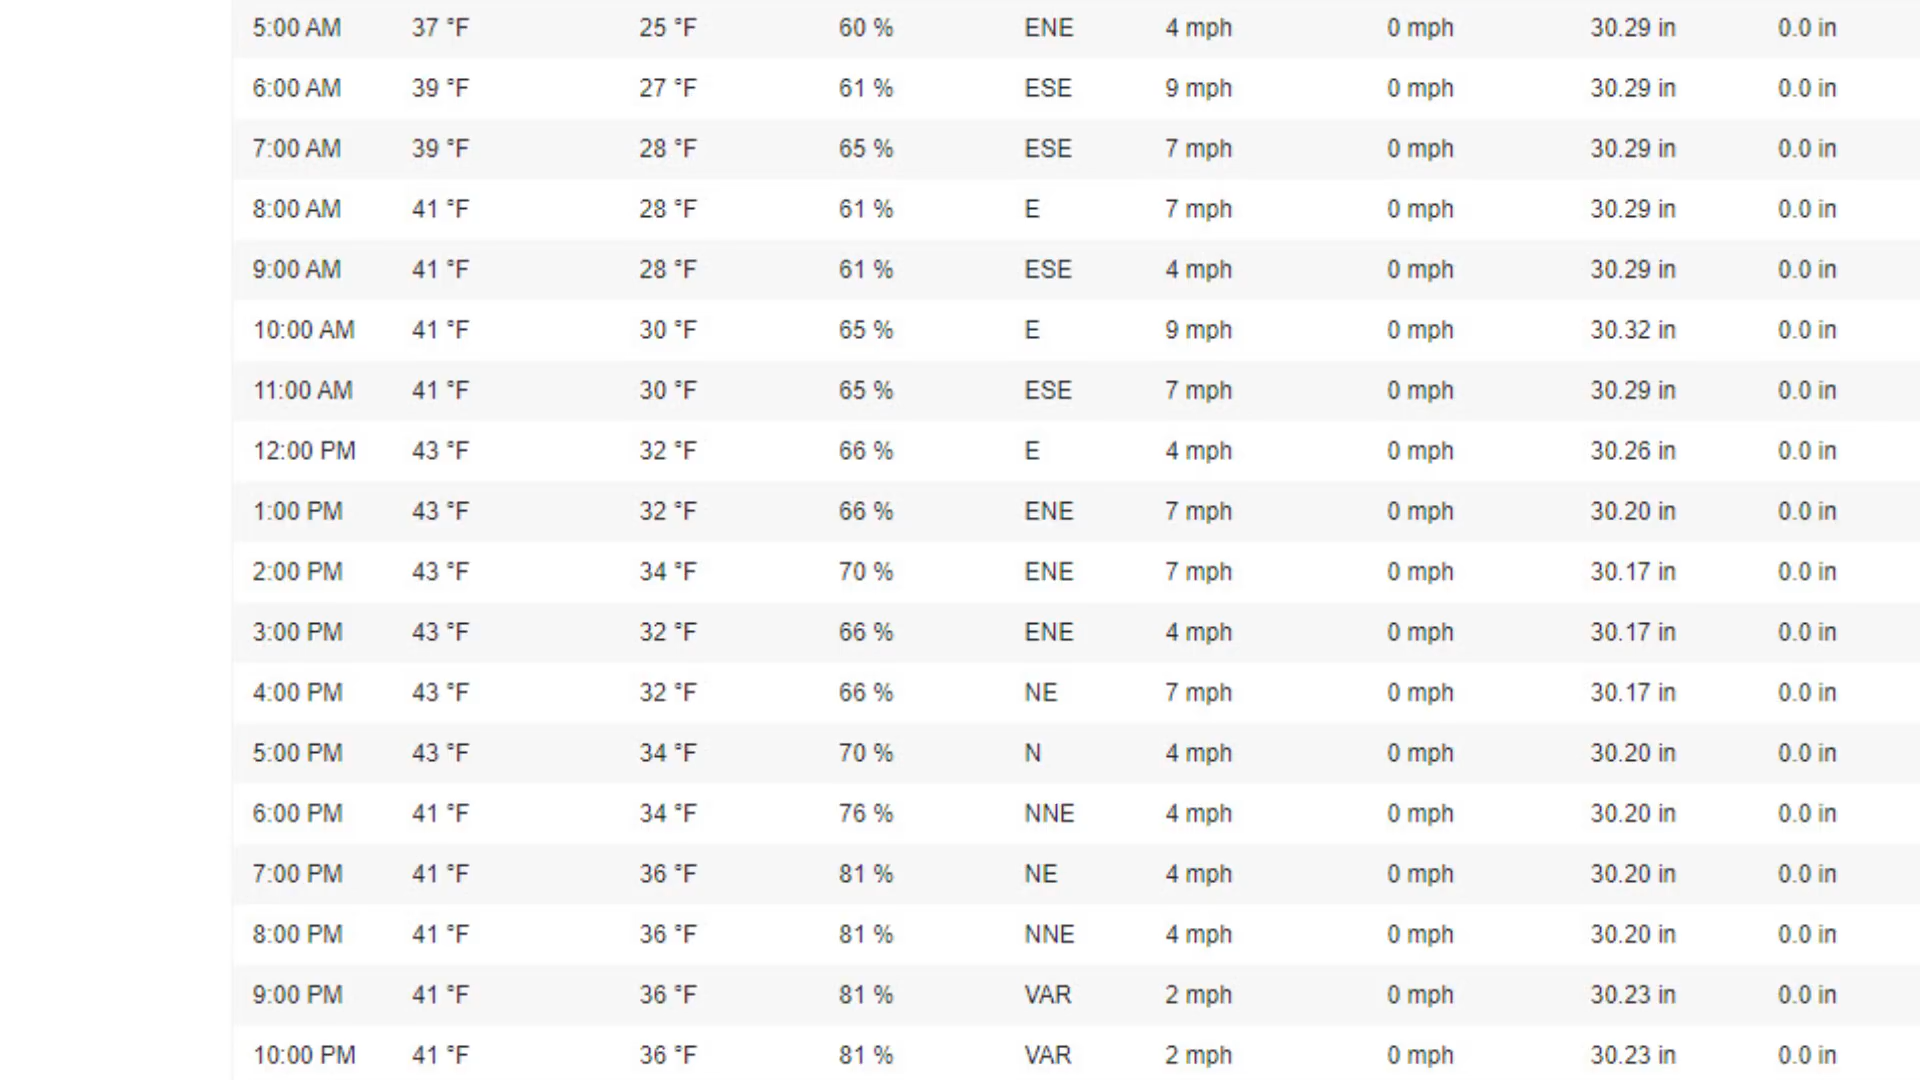 5:00 AM 37 °F 25 °F 60 % ENE 4 mph 0 mph 30.29 in 0.0 in
6:00 AM 39 °F 27 °F 61 % ESE 9 mph 0 mph 30.29 in 0.0 in
7:00 AM 39 °F 28 °F 65 % ESE 7 mph 0 mph 30.29 in 0.0 in
8:00 AM 41 °F 28 °F 61 % E 7 mph 0 mph 30.29 in 0.0 in
9:00 AM 41 °F 28 °F 61 % ESE 4 mph 0 mph 30.29 in 0.0 in
10:00 AM 41 °F 30 °F 65 % E 9 mph 0 mph 30.32 in 0.0 in
11:00 AM 41 °F 30 °F 65 % ESE 7 mph 0 mph 30.29 in 0.0 in
12:00 PM 43 °F 32 °F 66 % E 4 mph 0 mph 30.26 in 0.0 in
1:00 PM 43 °F 32 °F 66 % ENE 7 mph 0 mph 30.20 in 0.0 in
2:00 PM 43 °F 34 °F 70 % ENE 7 mph 0 mph 30.17 in 0.0 in
3:00 PM 43 °F 32 °F 66 % ENE 4 mph 0 mph 30.17 in 0.0 in
4:00 PM 43 °F 32 °F 66 % NE 7 mph 0 mph 30.17 in 0.0 in
5:00 PM 43 °F 34 °F 70 % N 4 mph 0 mph 30.20 in 0.0 in
6:00 PM 41 °F 34 °F 76 % NNE 4 mph 0 mph 30.20 in 0.0 in
7:00 PM 41 °F 36 °F 81 % NE 4 mph 0 mph 30.20 in 0.0 in
8:00 PM 41 °F 36 °F 81 % NNE 4 mph 0 mph 30.20 in 0.0 in
9:00 PM 41 °F 36 °F 81 % VAR 2 mph 0 mph 30.23 in 0.0 in
10:00 PM 41 °F 36 °F 81 % VAR 2 mph 0 mph 30.23 in 0.0 in